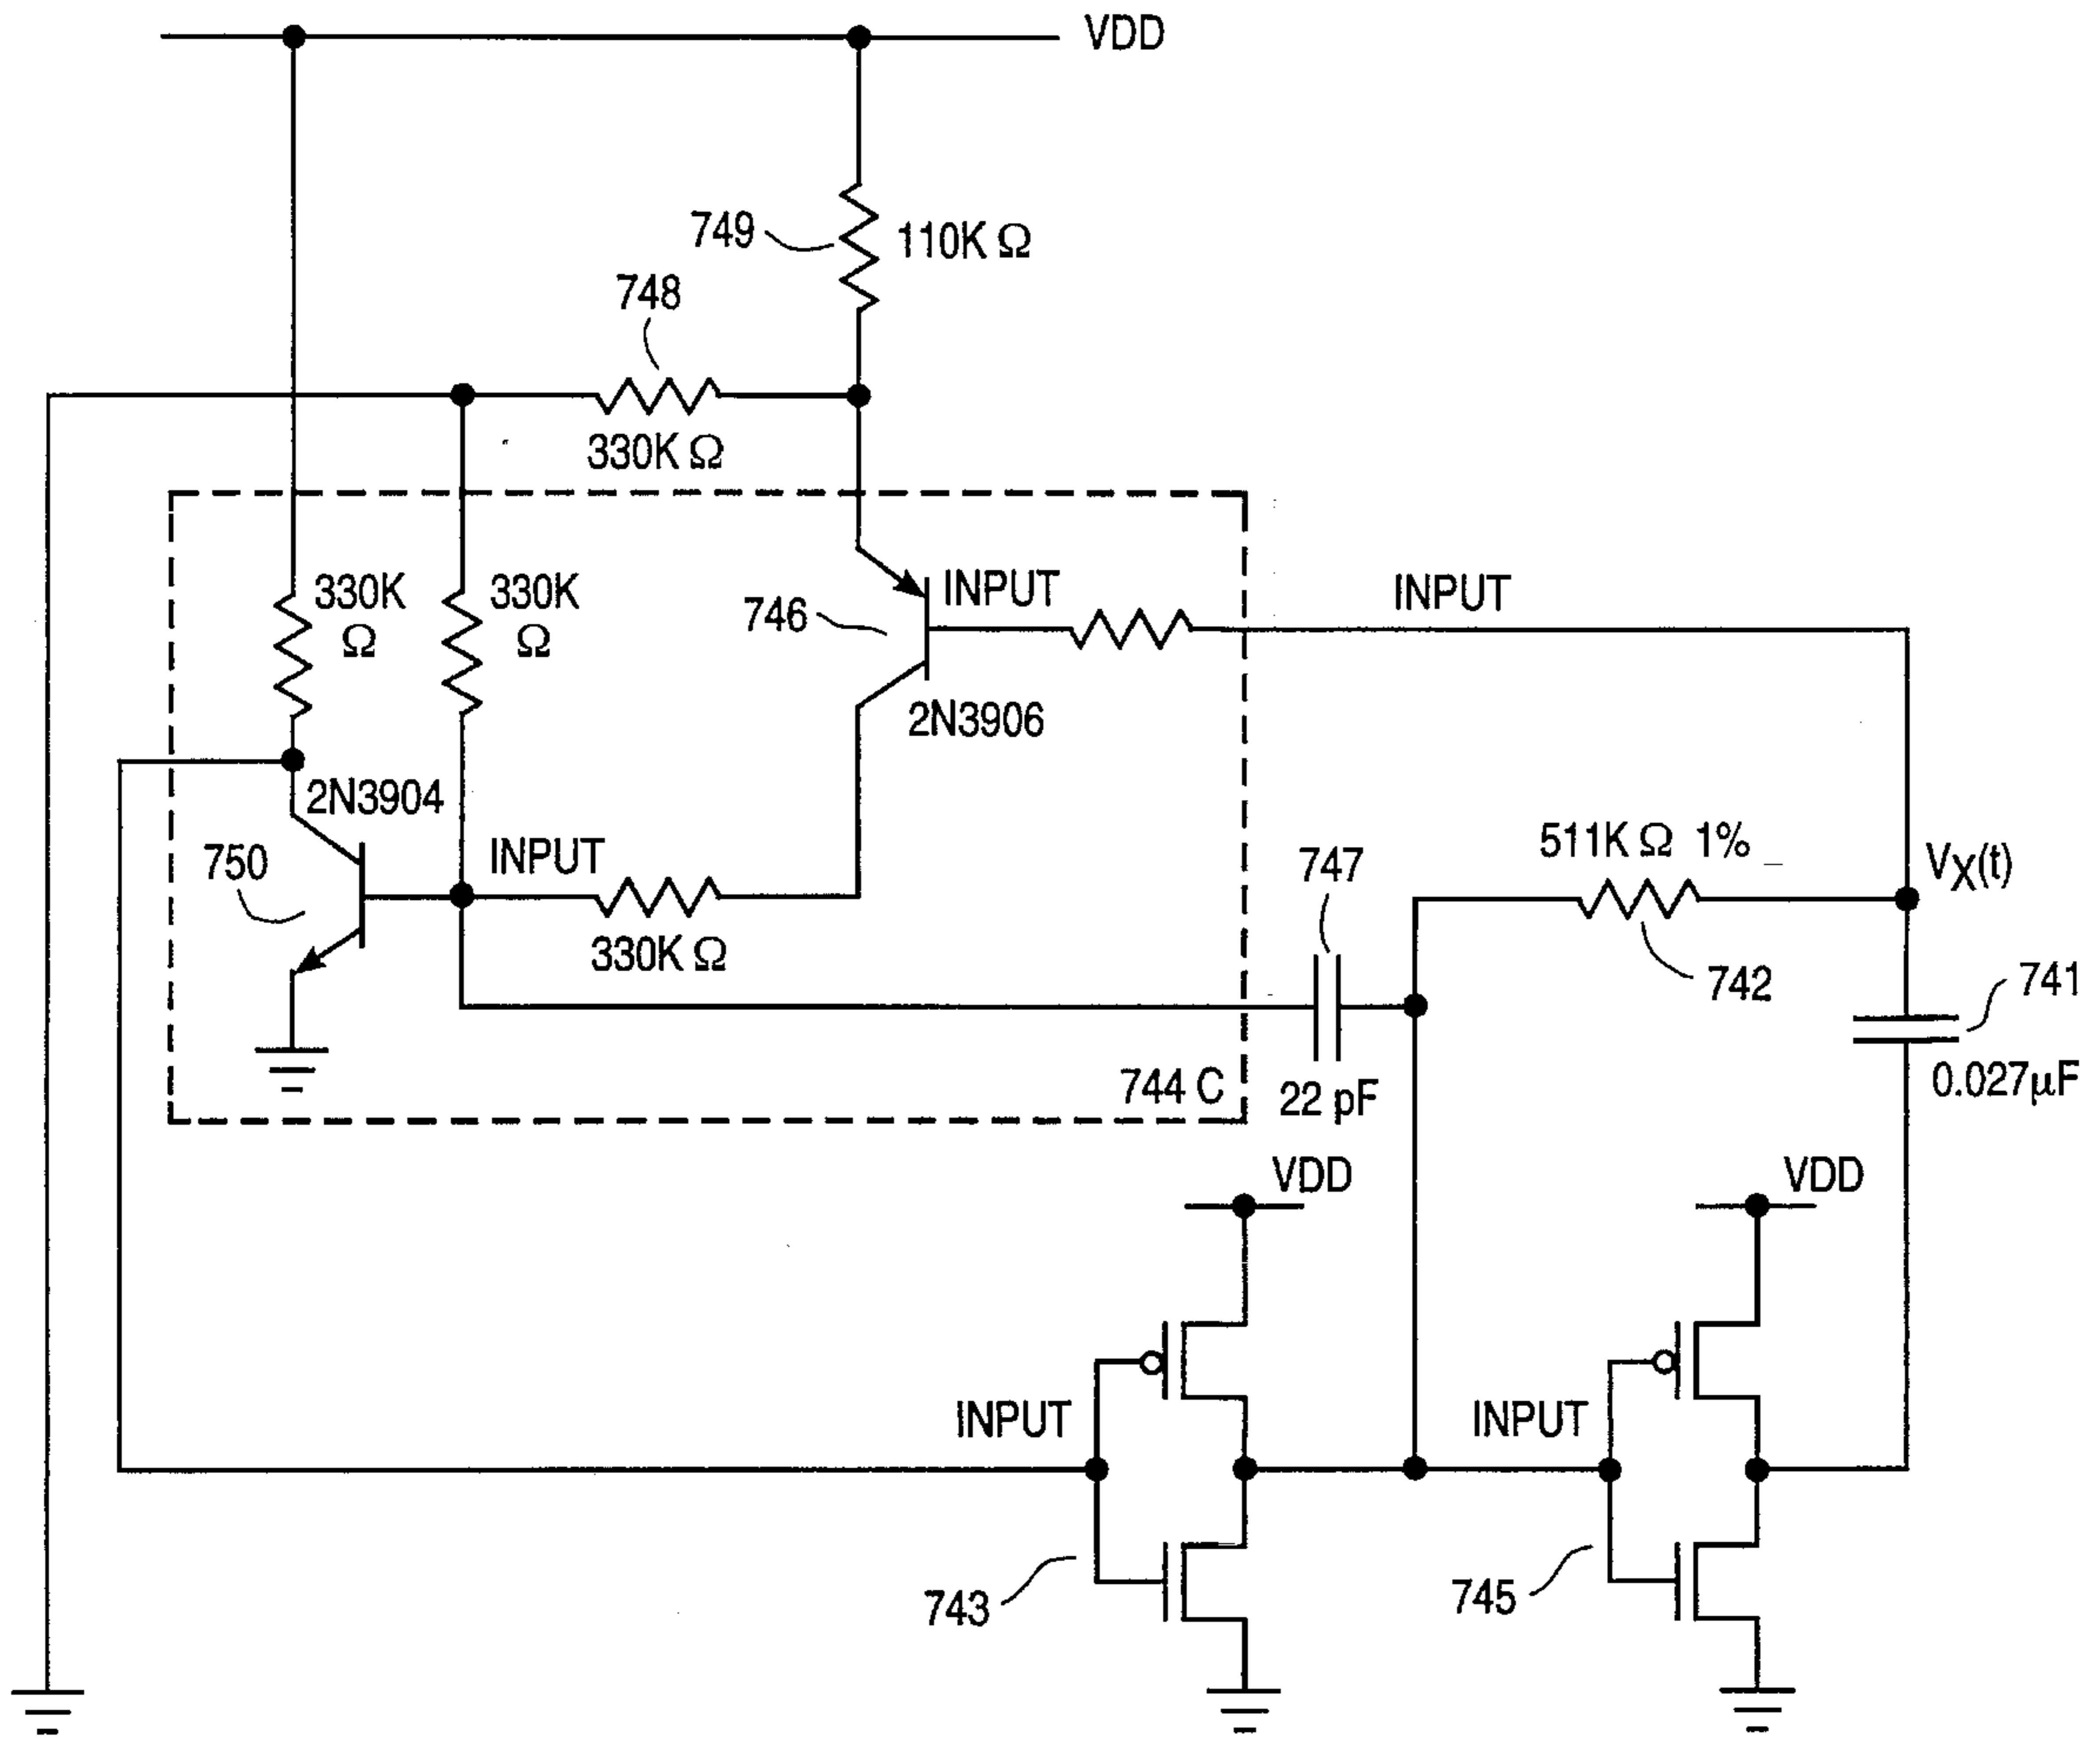 VDD
749
110K Ω
748
330K Ω
330K
Ω
330K
Ω
INPUT
INPUT
746
2N3906
2N3904
750
INPUT
330K Ω
747
511K Ω 1%
VX(t)
742
741
0.027µF
744 C
22 pF
VDD
VDD
INPUT
INPUT
743
745